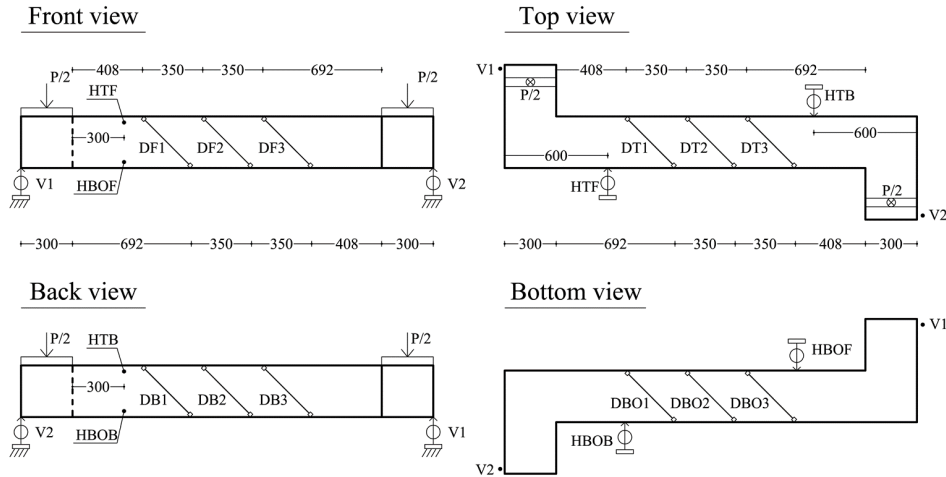 Front view
Top view
P/2
408
350
350
692
P/2
HTF
300
DF1
DF2
DF3
HBOF
V1
V2
V1
P/2
408
350
350
692
HTB
600
600
DT1
DT2
DT3
HTF
P/2
V2
300
692
350
350
408
300
300
692
350
350
408
300
Back view
Bottom view
P/2
P/2
HTB
300
DB1
DB2
DB3
HBOB
V2
V1
V1
HBOF
DBO1
DBO2
DBO3
HBOB
V2